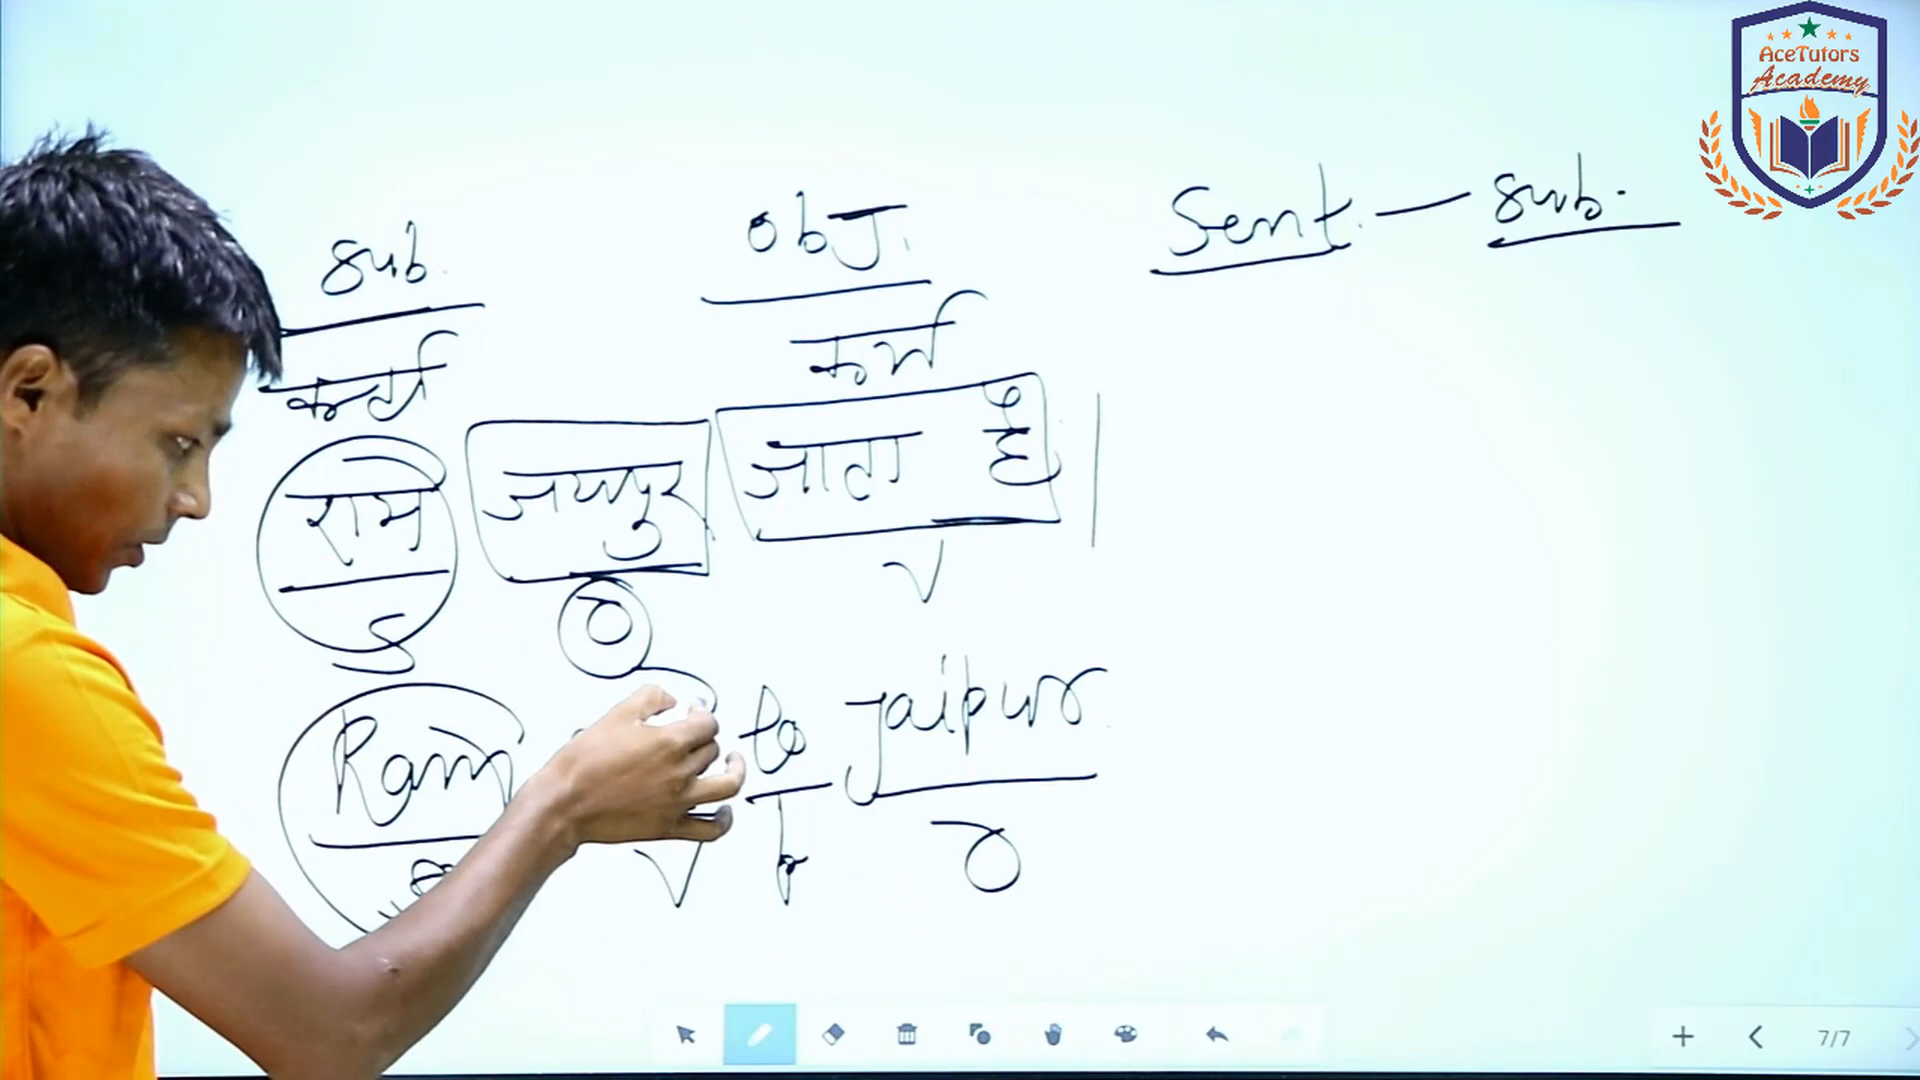 AceTutors
Academy
Sub. Obj. Sent. — Sub.
कर्ता कर्म
राम जयपुर जाता है |
S O V
Ram to Jaipur.
V O
7/7